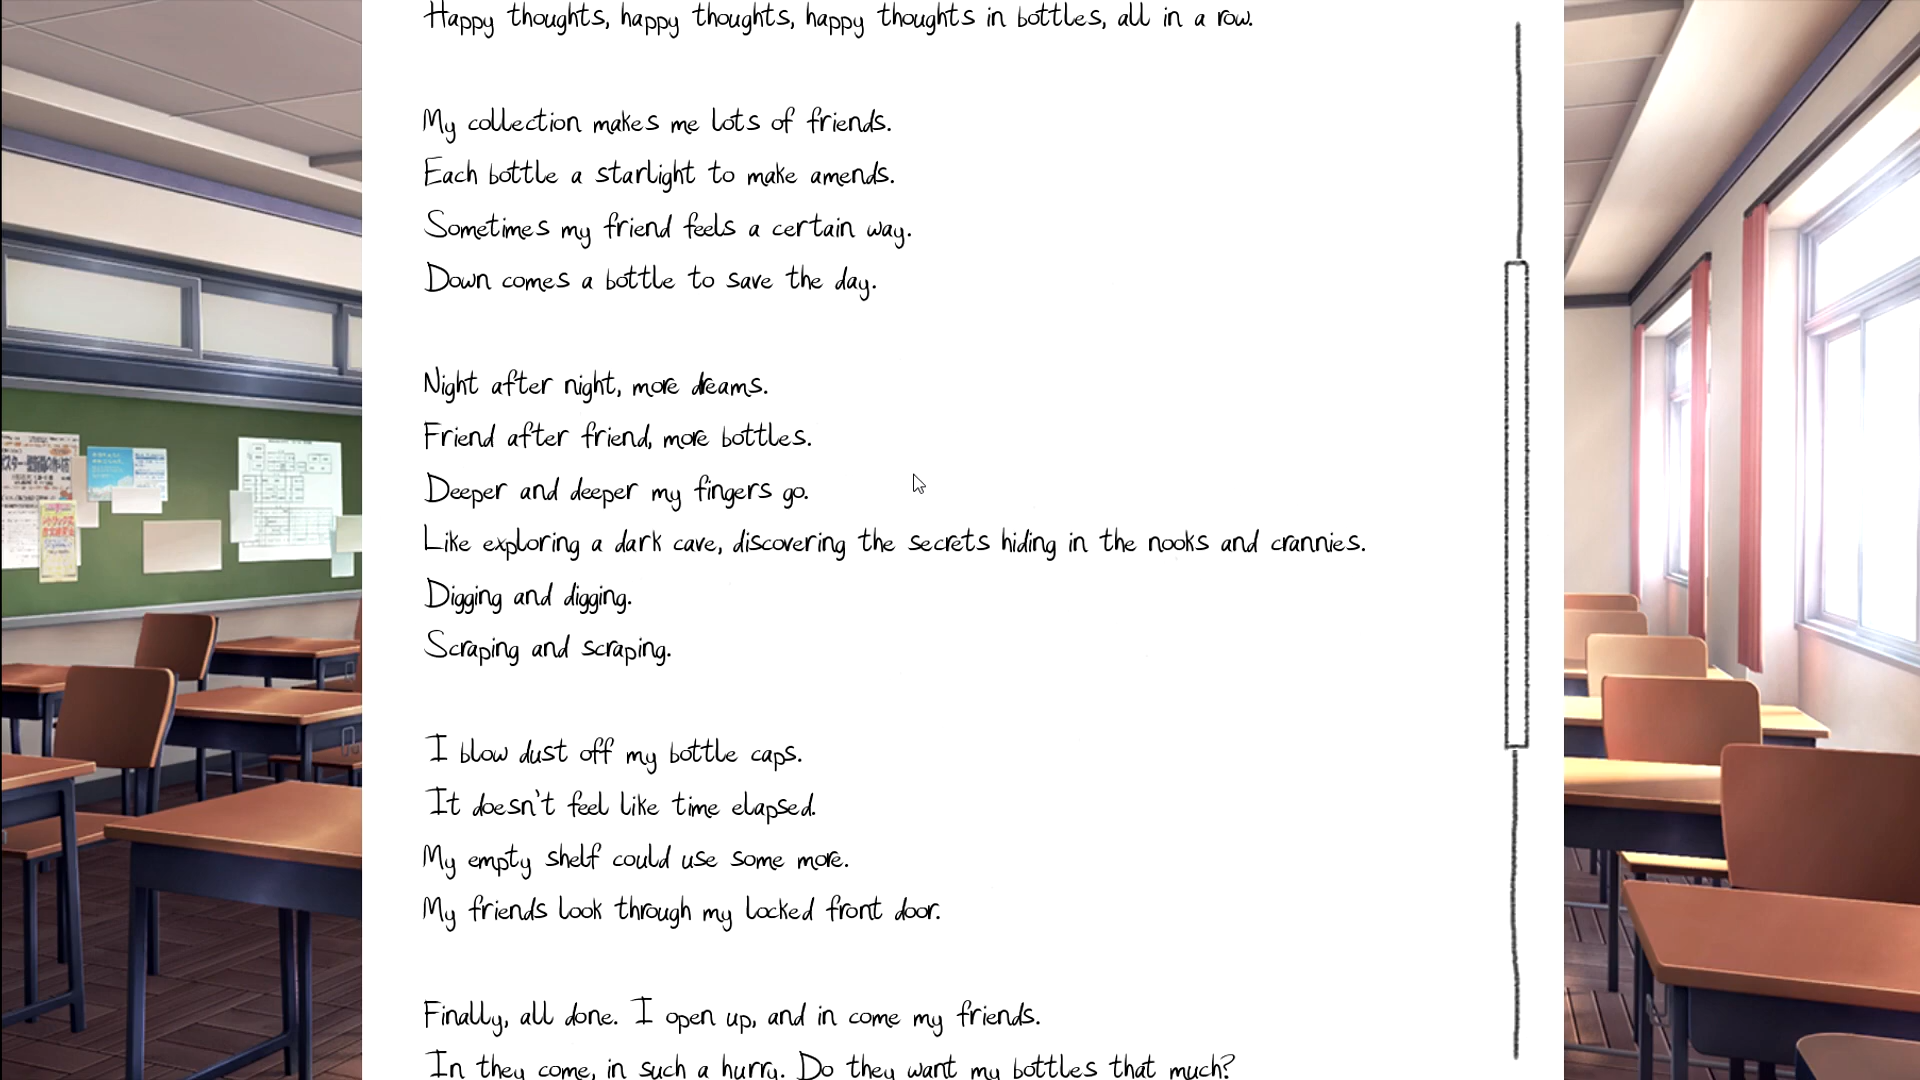 Happy thoughts, happy thoughts, happy thoughts in bottles, all in a row.
My collection makes me lots of friends.
Each bottle a starlight to make amends.
Sometimes my friend feels a certain way.
Down comes a bottle to save the day.
Night after night, more dreams.
Friend after friend, more bottles.
Deeper and deeper my fingers go.
Like exploring a dark cave, discovering the secrets hiding in the nooks and crannies.
Digging and digging.
Scraping and scraping.
I blow dust off my bottle caps.
It doesn't feel like time elapsed.
My empty shelf could use some more.
My friends look through my locked front door.
Finally, all done. I open up, and in come my friends.
In they come, in such a hurry. Do they want my bottles that much?